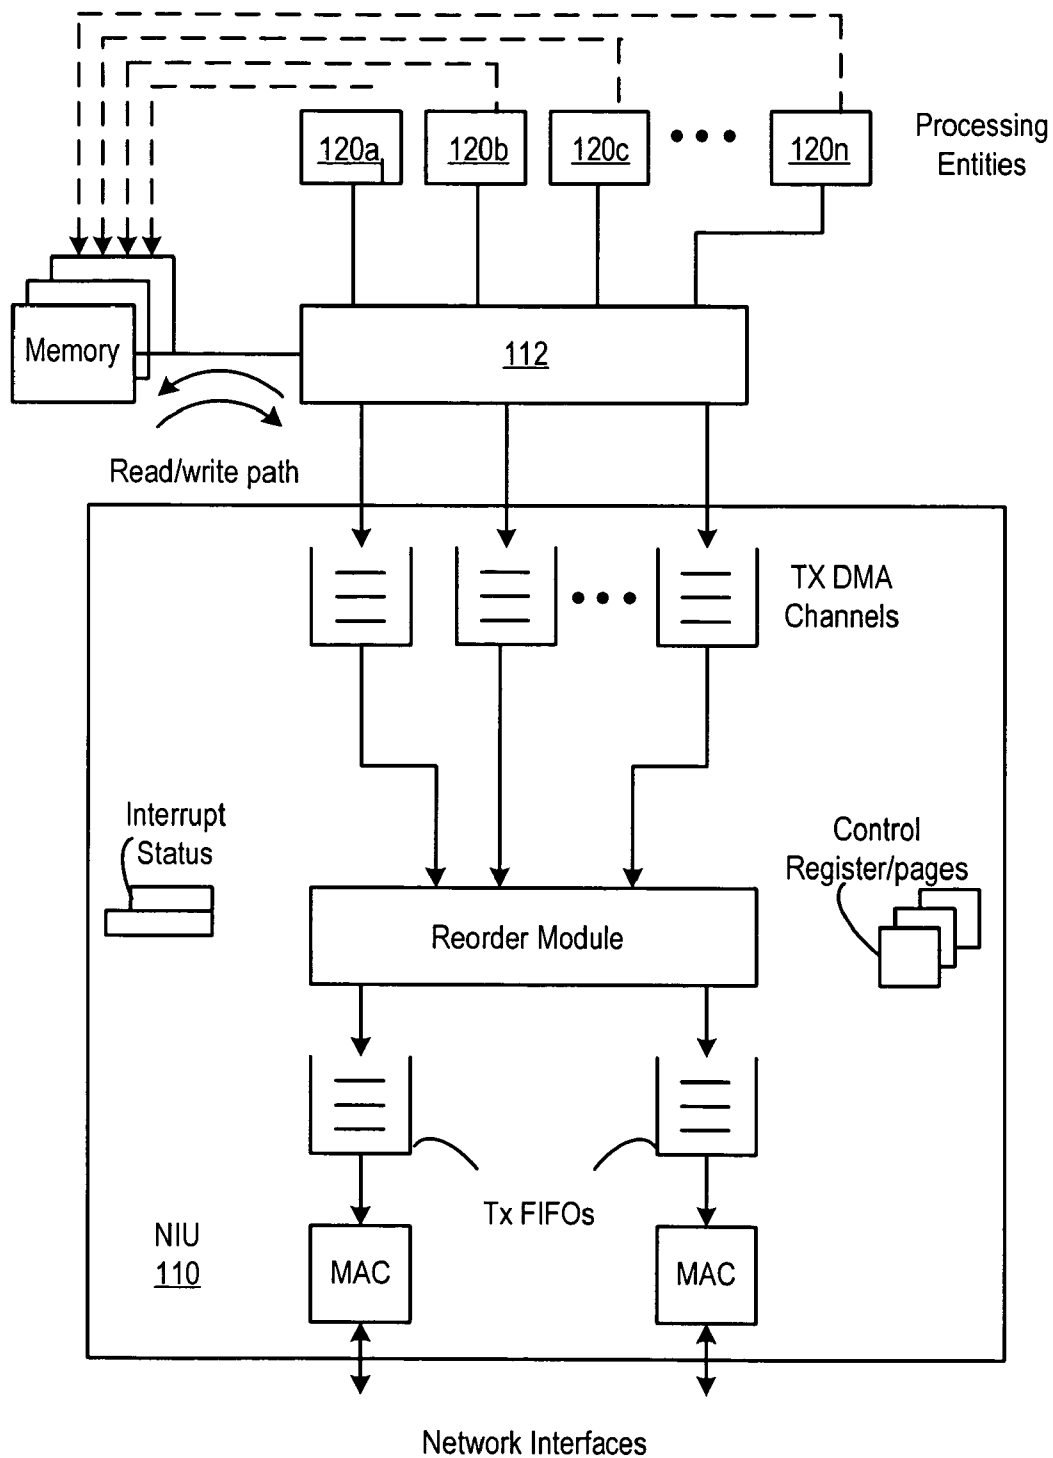 120a
120b
120c
120n
Processing
Entities
112
Memory
Read/write path
TX DMA
Channels
Interrupt
Status
Control
Register/pages
Reorder Module
Tx FIFOs
NIU
110
MAC
MAC
Network Interfaces